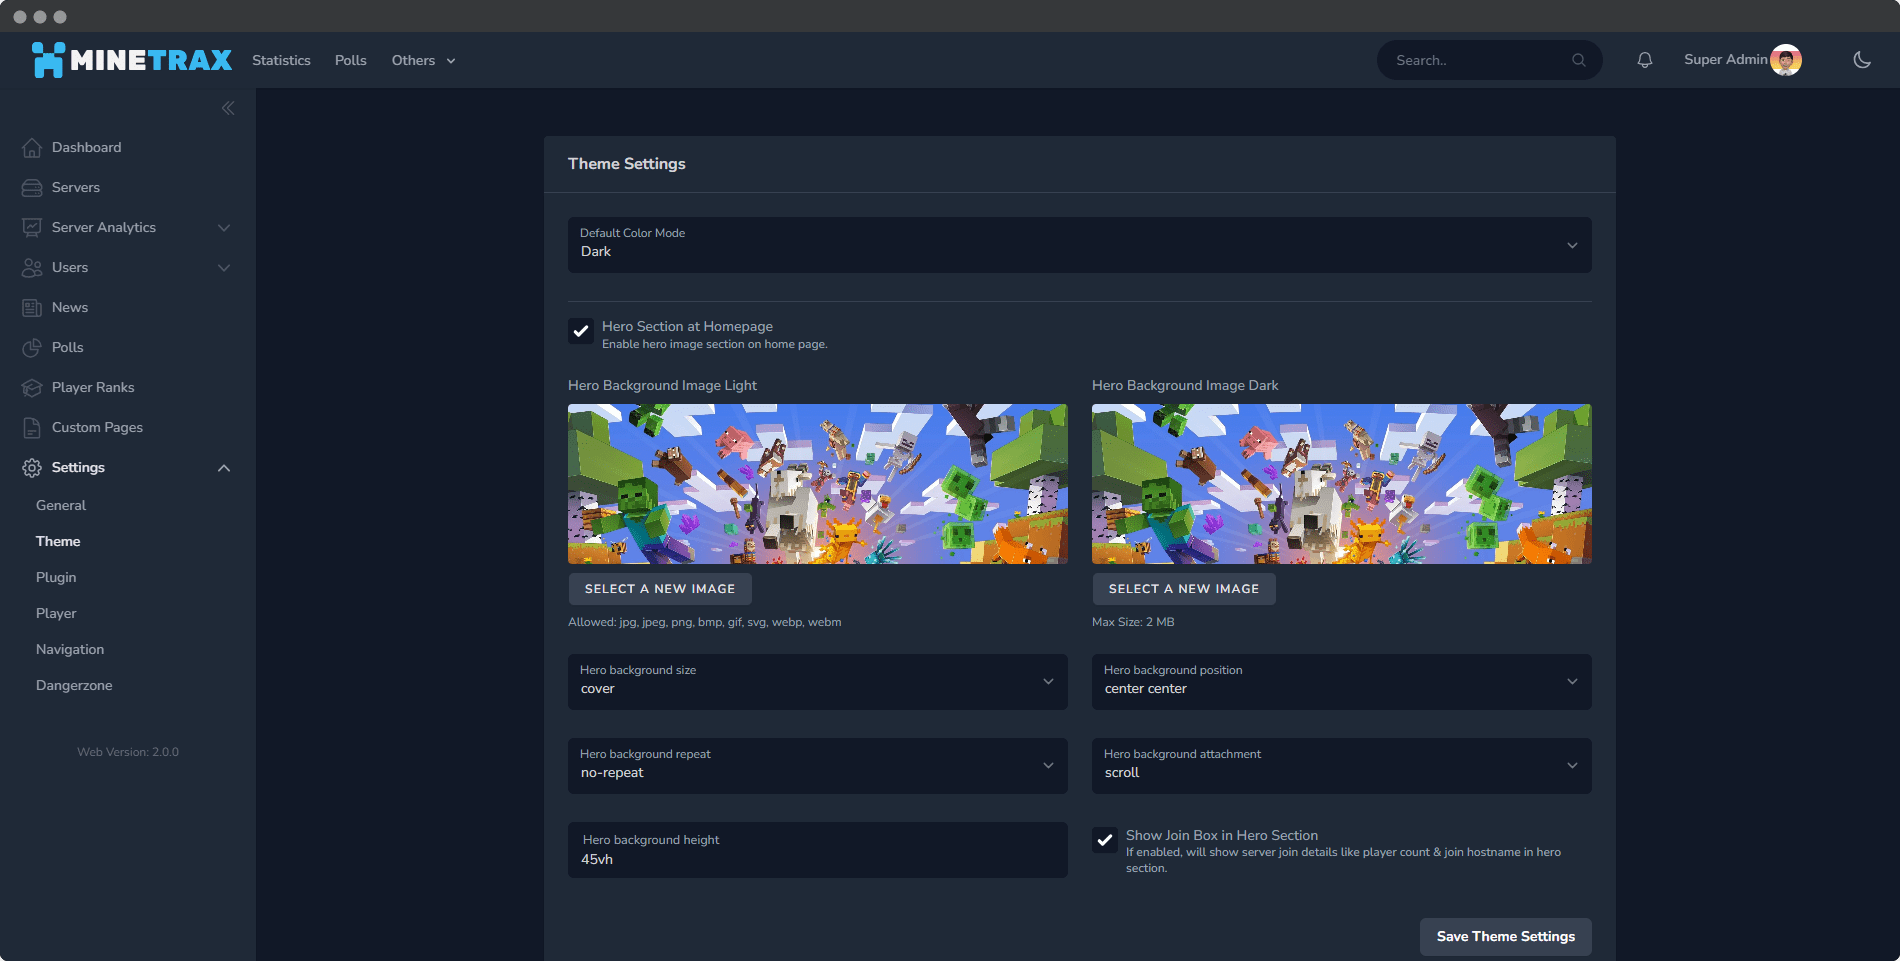 MINETRAX
Statistics
Polls
Others
Search..
Super Admin
Dashboard
Servers
Server Analytics
Users
News
Polls
Player Ranks
Custom Pages
Settings
General
Theme
Plugin
Player
Navigation
Dangerzone
Web Version: 2.0.0
Theme Settings
Default Color Mode
Dark
Hero Section at Homepage
Enable hero image section on home page.
Hero Background Image Light
SELECT A NEW IMAGE
Allowed: jpg, jpeg, png, bmp, gif, svg, webp, webm
Hero Background Image Dark
SELECT A NEW IMAGE
Max Size: 2 MB
Hero background size
cover
Hero background position
center center
Hero background repeat
no-repeat
Hero background attachment
scroll
Hero background height
45vh
Show Join Box in Hero Section
If enabled, will show server join details like player count & join hostname in hero
section.
Save Theme Settings